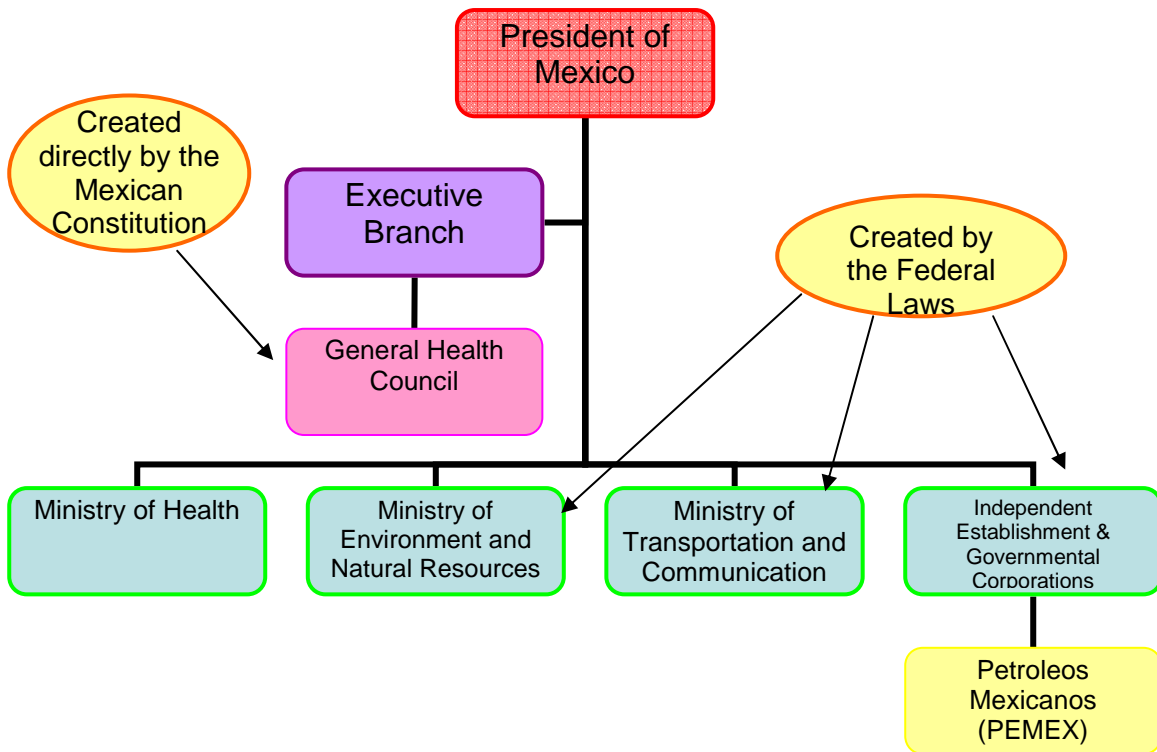 President of
Mexico
Created
directly by the
Mexican
Constitution
Executive
Branch
Created by
the Federal
Laws
General Health
Council
Ministry of Health
Ministry of
Environment and
Natural Resources
Ministry of
Transportation and
Communication
Independent
Establishment &
Governmental
Corporations
Petroleos
Mexicanos
(PEMEX)